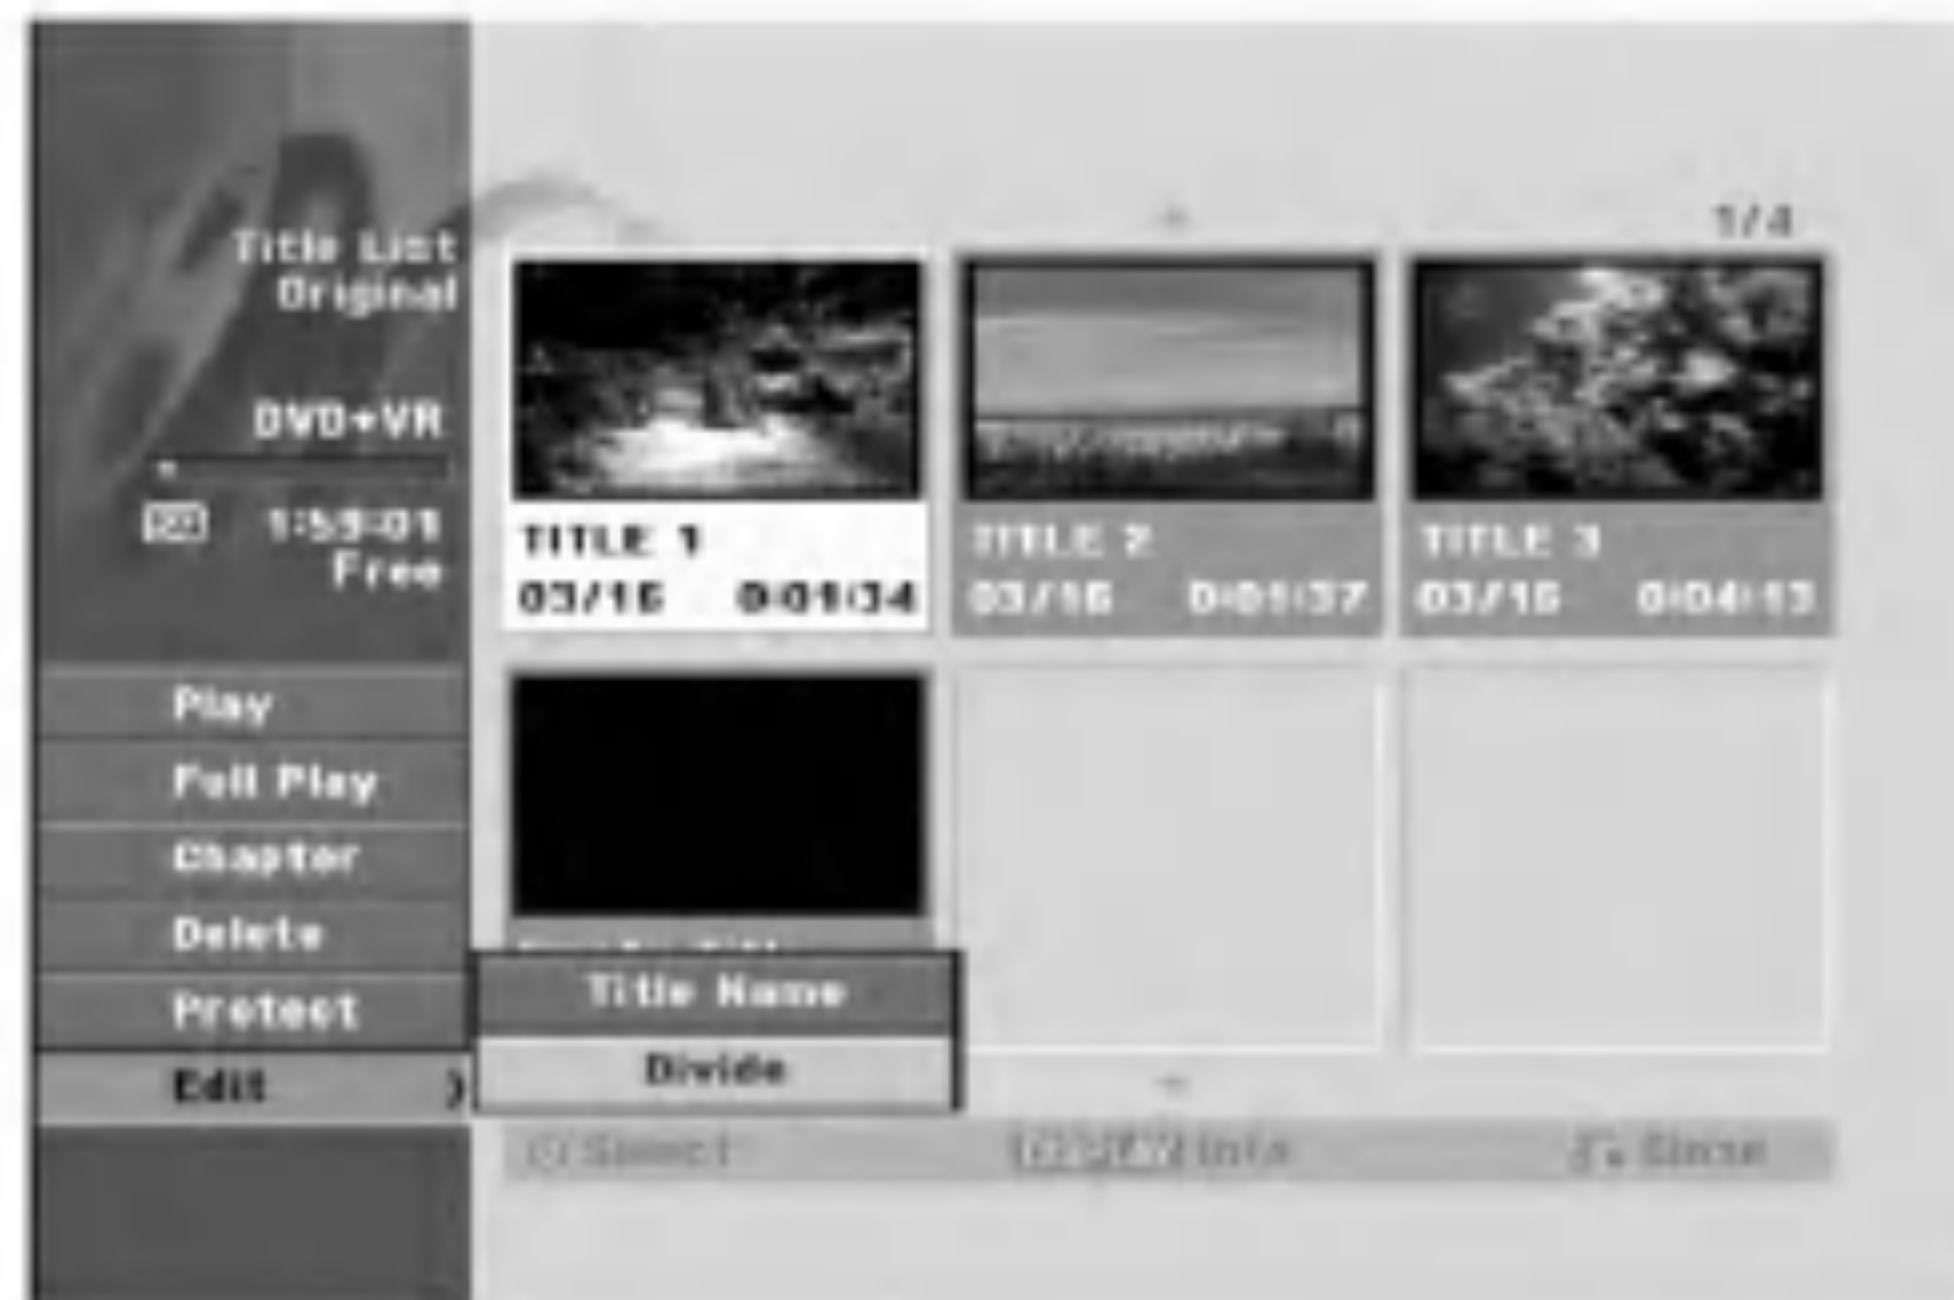 Title List
Original
DVD+VR
1:59:01
Free
Play
Full Play
Chapter
Delete
Protect
Edit
1/4
TITLE 1
03/16 0:01:34
TITLE 2
03/16 0:01:37
TITLE 3
03/16 0:04:13
Title Name
Divide
Select
Info
Close